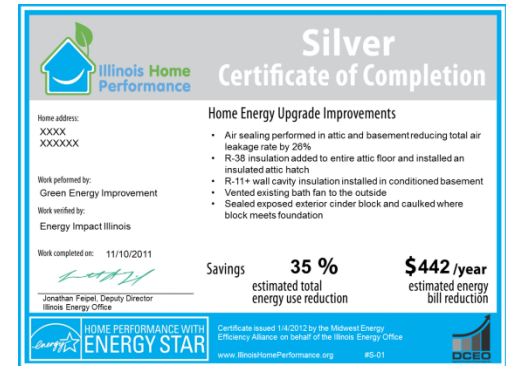 Illinois Home
Performance
Silver
Certificate of Completion
Home address:
XXXX
XXXXXX
Work peformed by:
Green Energy Improvement
Work verified by:
Energy Impact Illinois
Work completed on: 11/10/2011
Jonathan Feipel, Deputy Director
Illinois Energy Office
Home Energy Upgrade Improvements
• Air sealing performed in attic and basement reducing total air
leakage rate by 26%
• R-38 insulation added to entire attic floor and installed an
insulated attic hatch
• R-11+ wall cavity insulation installed in conditioned basement
• Vented existing bath fan to the outside
• Sealed exposed exterior cinder block and caulked where
block meets foundation
Savings 35 % $442 /year
estimated total estimated energy
energy use reduction bill reduction
energy
HOME PERFORMANCE WITH
ENERGY STAR
Certificate issued 1/4/2012 by the Midwest Energy
Efficiency Alliance on behalf of the Illinois Energy Office
www.IllinoisHomePerformance.org #S-01
DCEO